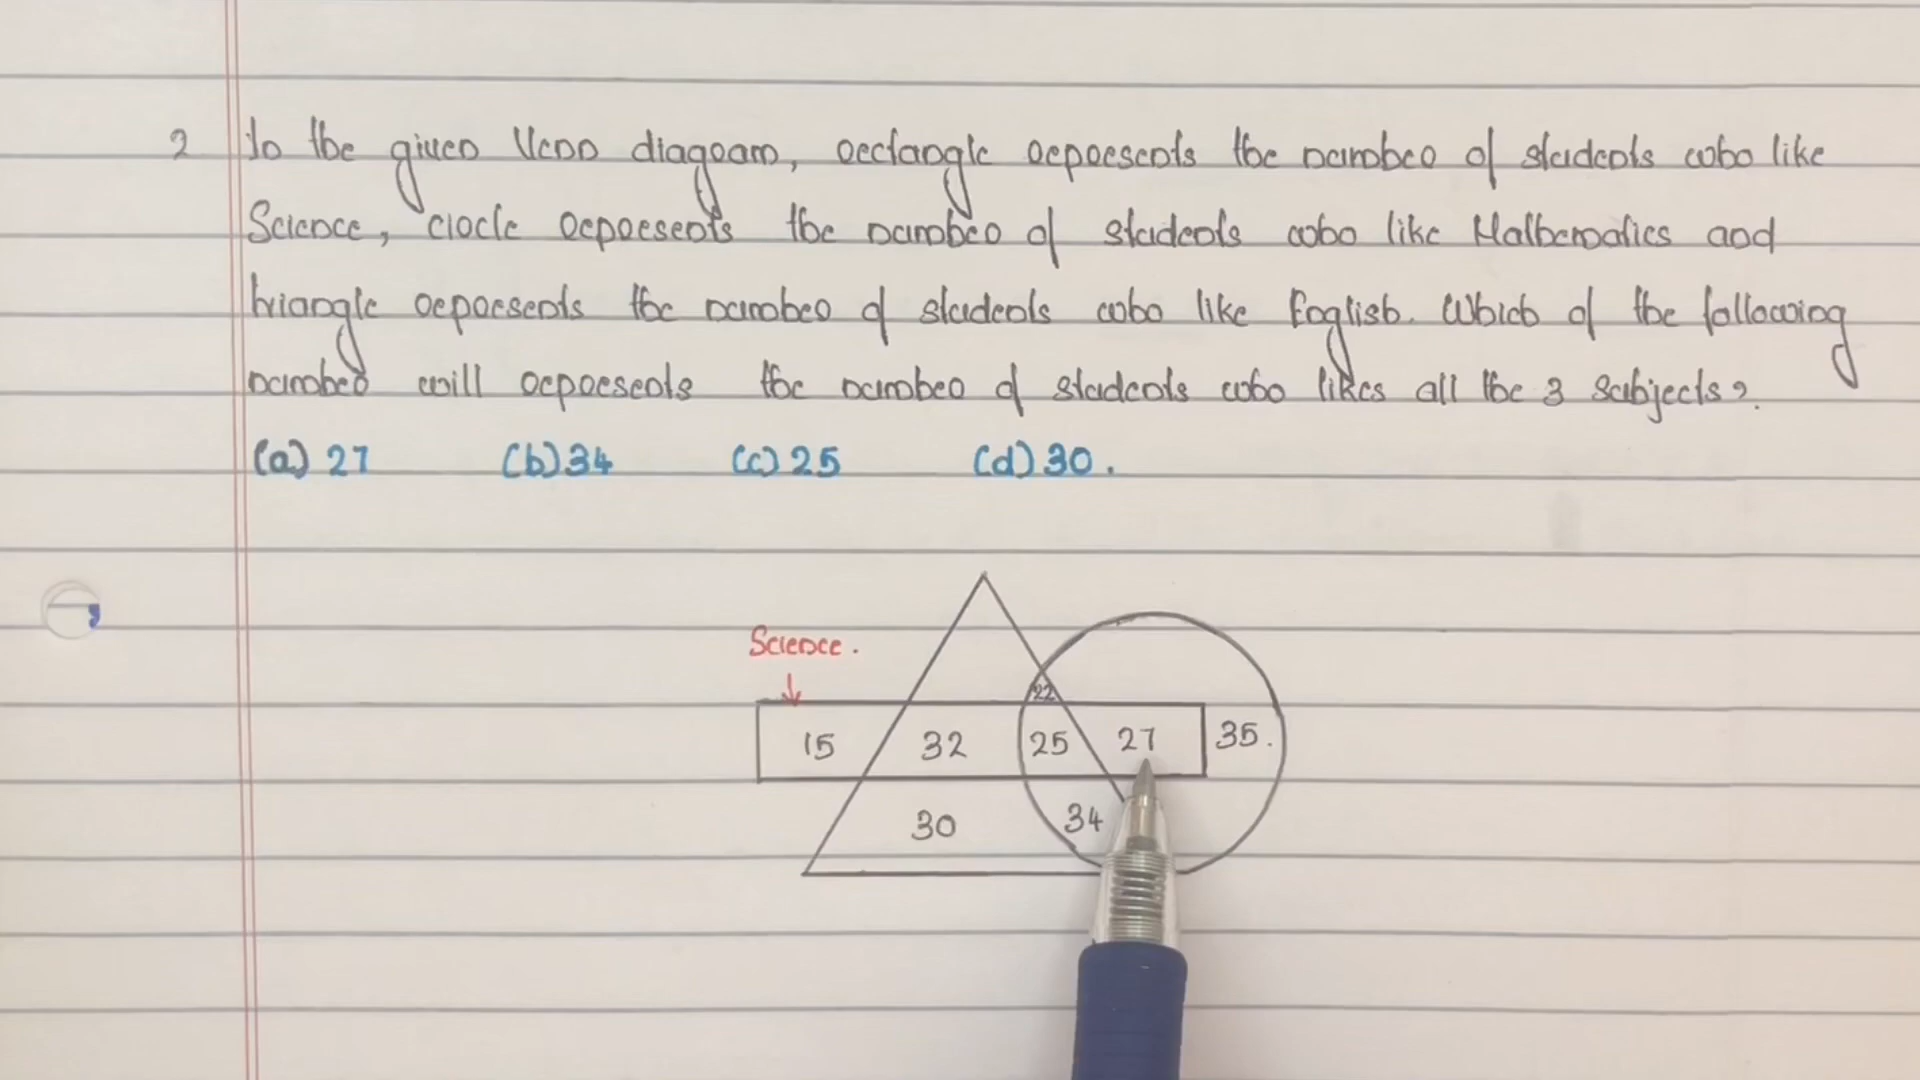 2 In the given Venn diagram, rectangle represents the number of students who like
Science, circle represents the number of students who like Mathematics and
triangle represents the number of students who like English. Which of the following
number will represents the number of students who likes all the 3 subjects?
(a) 27 (b) 34 (c) 25 (d) 30.
Science.
22
15 32 25 27 35.
30 34